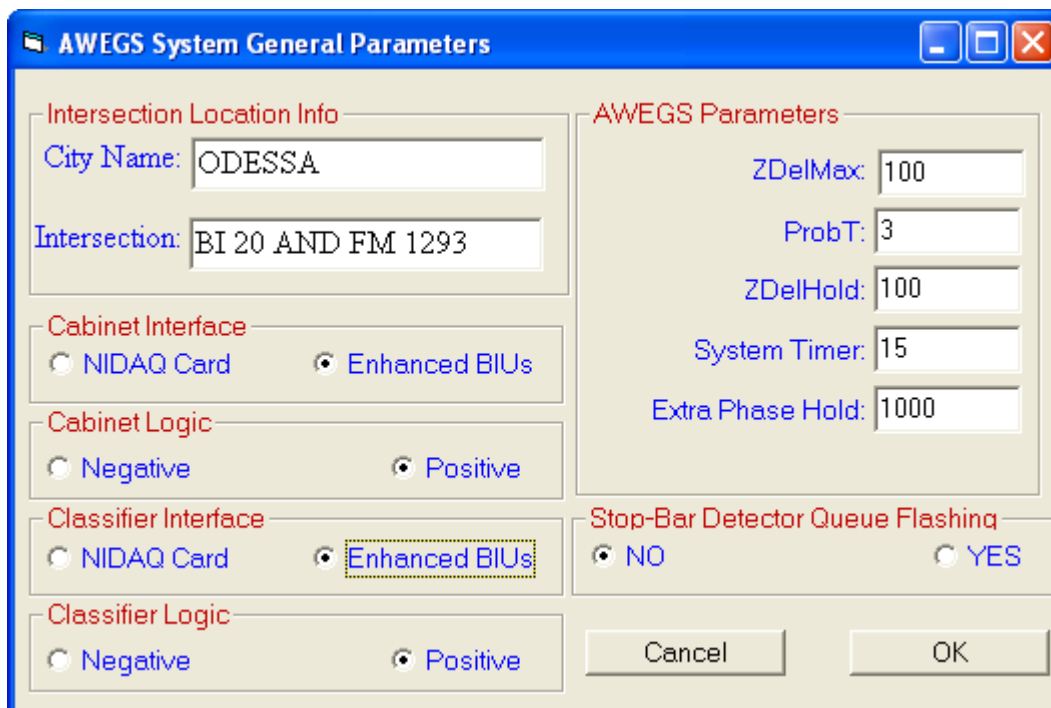 AWEGS System General Parameters
Intersection Location Info
City Name: ODESSA
Intersection: BI 20 AND FM 1293
Cabinet Interface
NIDAQ Card Enhanced BIUs
Cabinet Logic
Negative Positive
Classifier Interface
NIDAQ Card Enhanced BIUs
Classifier Logic
Negative Positive
AWEGS Parameters
ZDelMax: 100
ProbT: 3
ZDelHold: 100
System Timer: 15
Extra Phase Hold: 1000
Stop-Bar Detector Queue Flashing
NO YES
Cancel OK